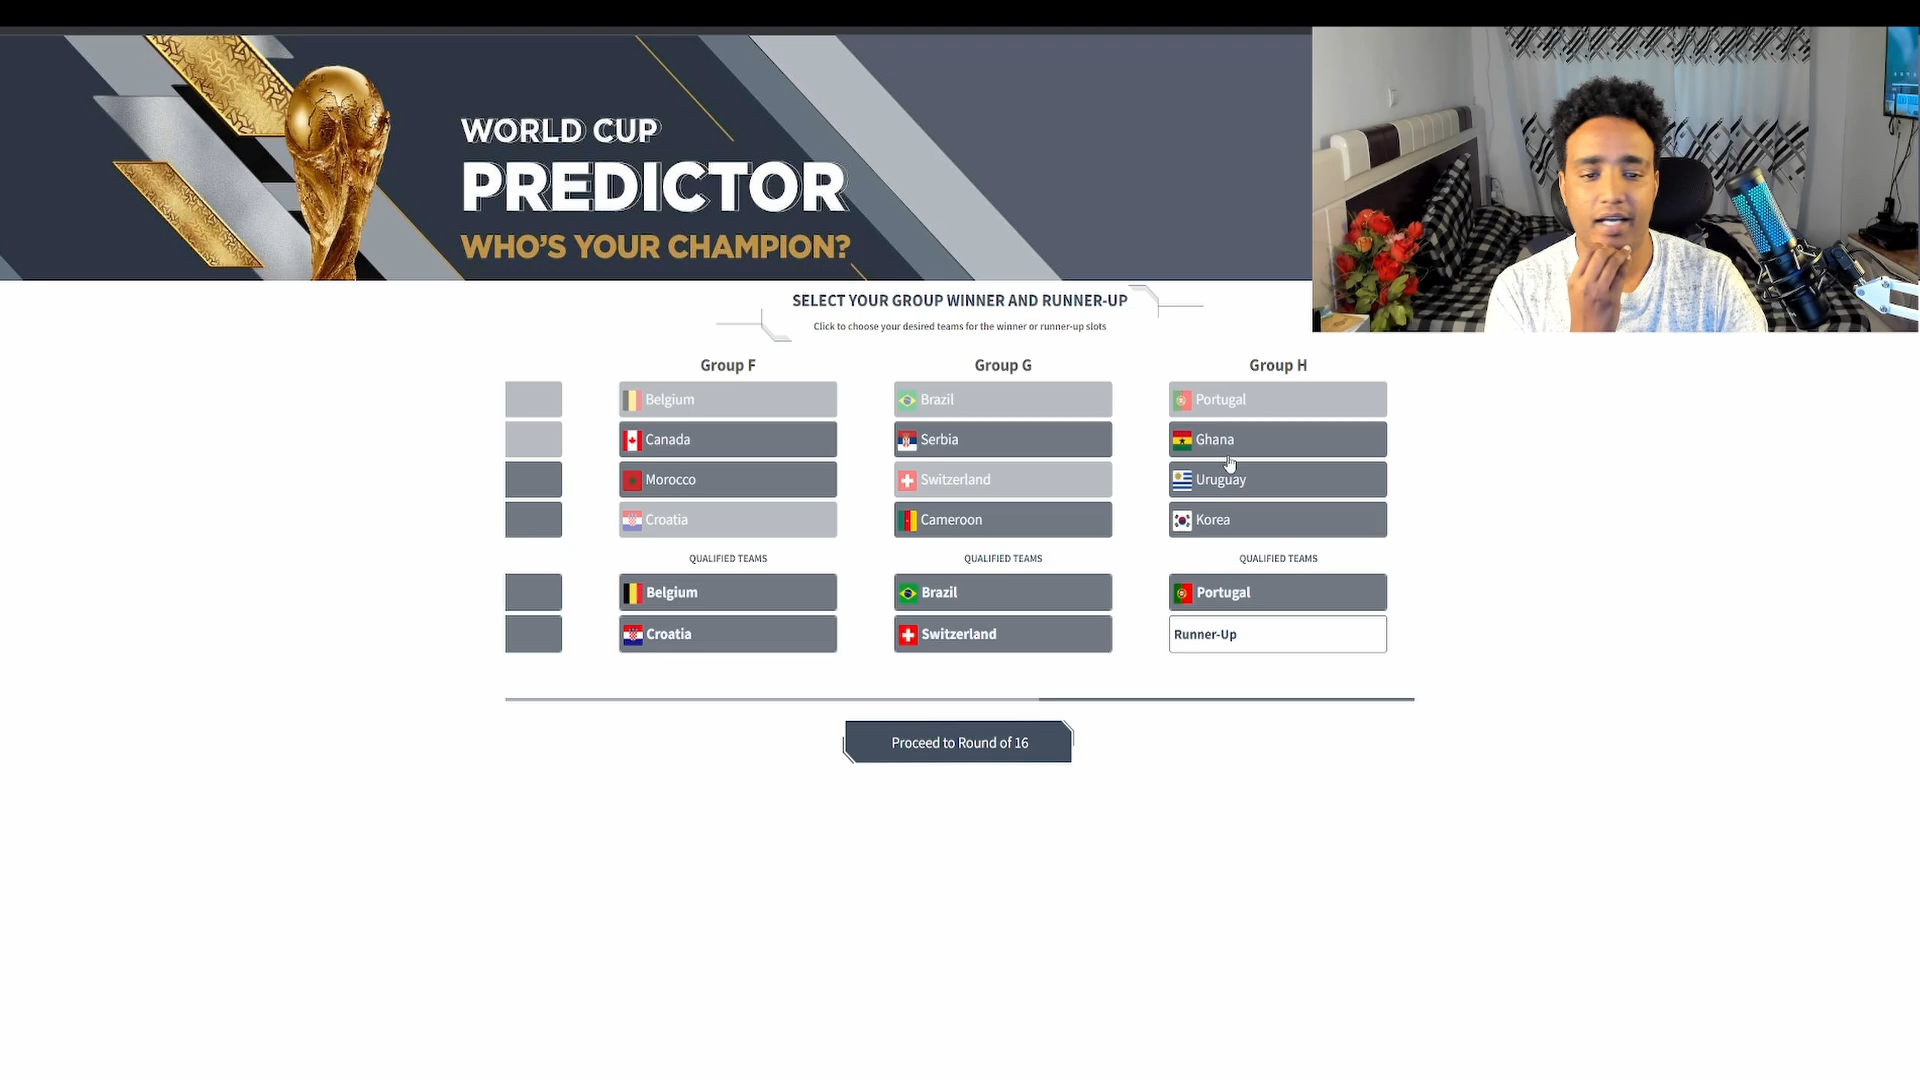 WORLD CUP
PREDICTOR
WHO'S YOUR CHAMPION?
SELECT YOUR GROUP WINNER AND RUNNER-UP
Click to choose your desired teams for the winner or runner-up slots
Group F
Belgium
Canada
Morocco
Croatia
QUALIFIED TEAMS
Belgium
Croatia
Group G
Brazil
Serbia
Switzerland
Cameroon
QUALIFIED TEAMS
Brazil
Switzerland
Group H
Portugal
Ghana
Uruguay
Korea
QUALIFIED TEAMS
Portugal
Runner-Up
Proceed to Round of 16